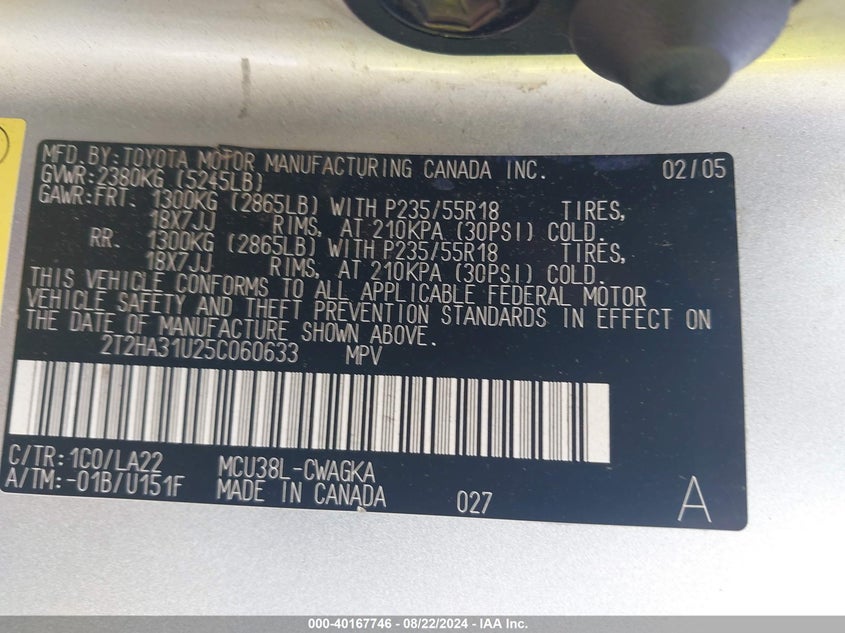 MFD.BY:TOYOTA MOTOR MANUFACTURING CANADA INC. 02/05
GVWR:2380KG (5245LB)
GAWR:FRT. 1300KG (2865LB) WITH P235/55R18 TIRES,
18X7JJ RIMS, AT 210KPA (30PSI) COLD.
RR. 1300KG (2865LB) WITH P235/55R18 TIRES,
18X7JJ RIMS, AT 210KPA (30PSI) COLD.
THIS VEHICLE CONFORMS TO ALL APPLICABLE FEDERAL MOTOR
VEHICLE SAFETY AND THEFT PREVENTION STANDARDS IN EFFECT ON
THE DATE OF MANUFACTURE SHOWN ABOVE.
2T2HA31U25C060633 MPV
C/TR:1C0/LA22 MCU38L-CWAGKA
A/TM:-01B/U151F MADE IN CANADA 027 A
000-40167746 - 08/22/2024 - IAA Inc.